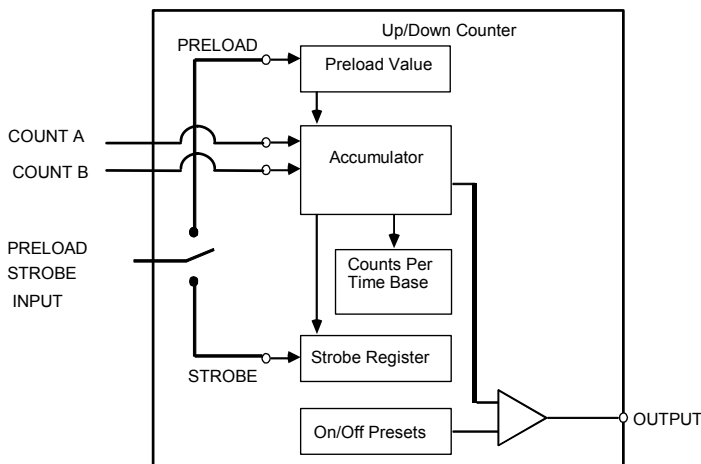 Up/Down Counter
PRELOAD
Preload Value
COUNT A
COUNT B
Accumulator
PRELOAD
STROBE
INPUT
Counts Per
Time Base
Strobe Register
STROBE
On/Off Presets
OUTPUT